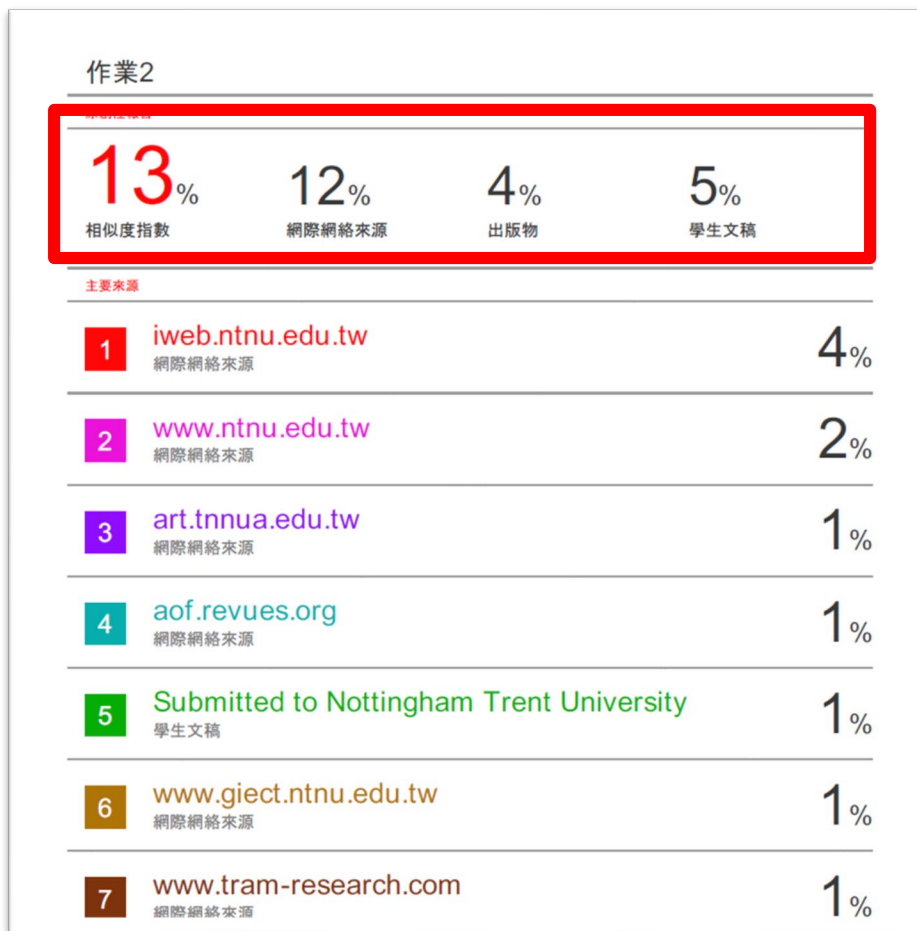 作業2
13%
相似度指數
12%
網際網絡來源
4%
出版物
5%
學生文稿
主要來源
1
iweb.ntnu.edu.tw
網際網絡來源
4%
2
www.ntnu.edu.tw
網際網絡來源
2%
3
art.tnnua.edu.tw
網際網絡來源
1%
4
aof.revues.org
網際網絡來源
1%
5
Submitted to Nottingham Trent University
學生文稿
1%
6
www.giect.ntnu.edu.tw
網際網絡來源
1%
7
www.tram-research.com
網際網絡來源
1%